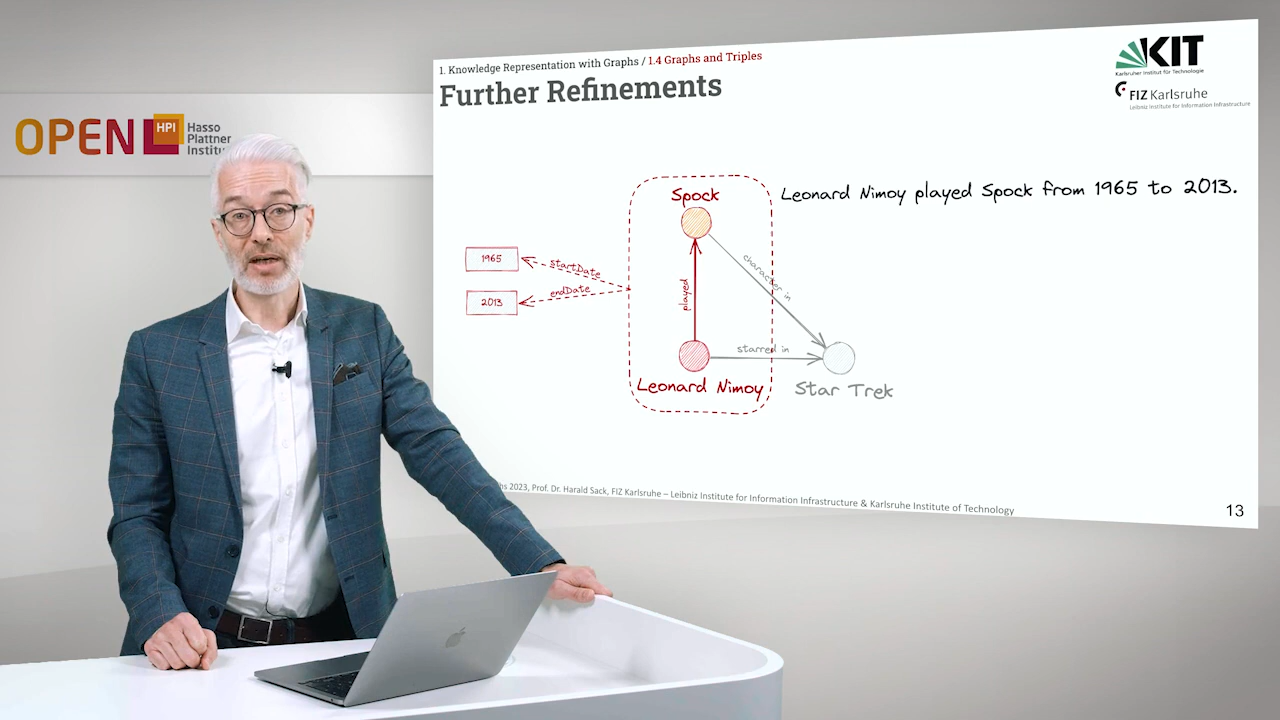 1. Knowledge Representation with Graphs / 1.4 Graphs and Triples
Further Refinements
KIT
Karlsruher Institut für Technologie
FIZ Karlsruhe
Leibniz Institute for Information Infrastructure
OPEN
HPI
Hasso
Plattner
Institu
Spock
Leonard Nimoy played Spock from 1965 to 2013.
1965
startDate
character in
endDate
2013
played
starred in
Leonard Nimoy
Star Trek
2023, Prof. Dr. Harald Sack, FIZ Karlsruhe – Leibniz Institute for Information Infrastructure & Karlsruhe Institute of Technology
13